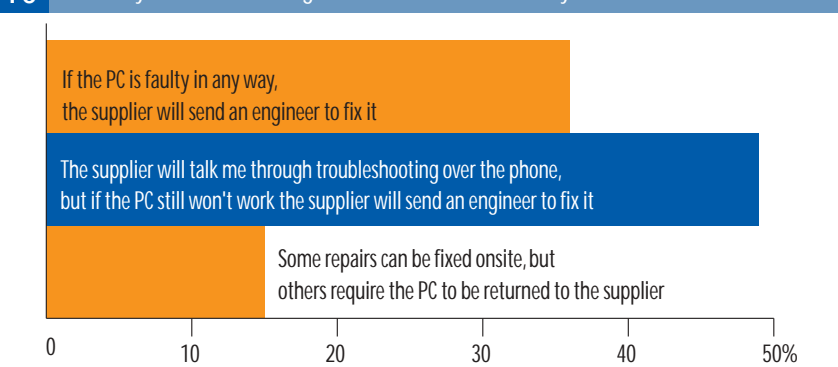 If the PC is faulty in any way,
the supplier will send an engineer to fix it
The supplier will talk me through troubleshooting over the phone,
but if the PC still won't work the supplier will send an engineer to fix it
Some repairs can be fixed onsite, but
others require the PC to be returned to the supplier
0 10 20 30 40 50%